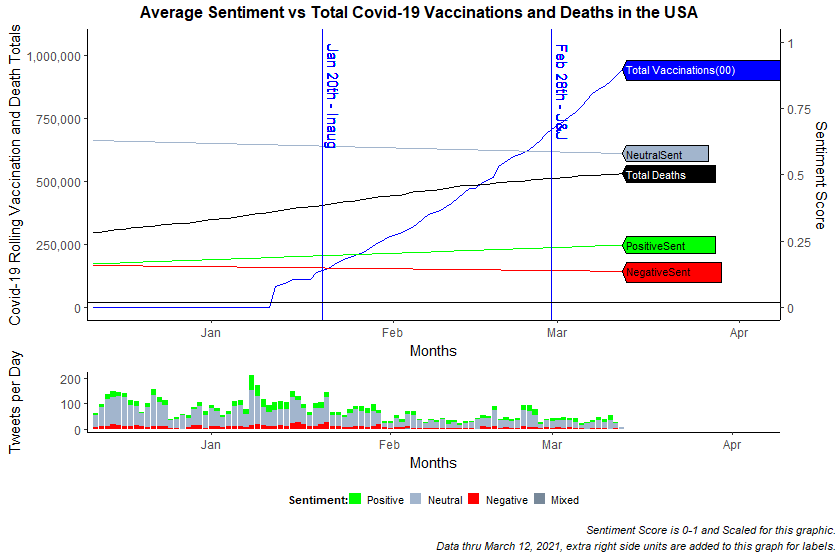 Average Sentiment vs Total Covid-19 Vaccinations and Deaths in the USA
Covid-19 Rolling Vaccination and Death Totals
1,000,000
750,000
500,000
250,000
0
Jan 20th - Inaug
Feb 28th - J&J
Total Vaccinations(00)
NeutralSent
Total Deaths
PositiveSent
NegativeSent
1
0.75
0.5
0.25
0
Sentiment Score
Jan Feb Mar Apr
Months
Tweets per Day
200
100
0
Jan Feb Mar Apr
Months
Sentiment: Positive Neutral Negative Mixed
Sentiment Score is 0-1 and Scaled for this graphic.
Data thru March 12, 2021, extra right side units are added to this graph for labels.